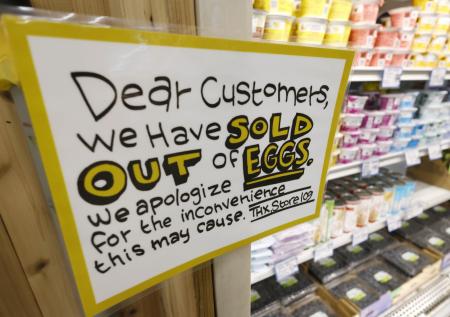 Dear Customers,
we Have SOLD
OUT of EGGS.
we apologize
for the inconvenience
this may cause. THX, Store 109